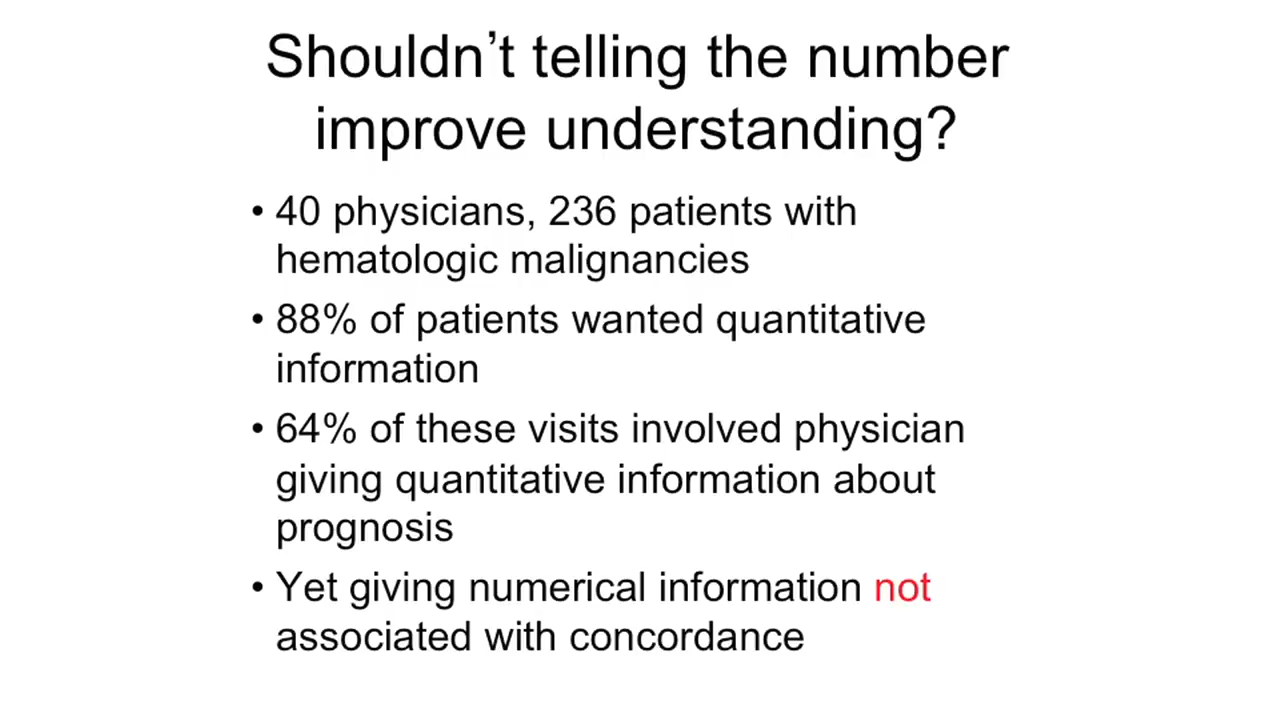 Shouldn’t telling the number
improve understanding?
• 40 physicians, 236 patients with
hematologic malignancies
• 88% of patients wanted quantitative
information
• 64% of these visits involved physician
giving quantitative information about
prognosis
• Yet giving numerical information not
associated with concordance